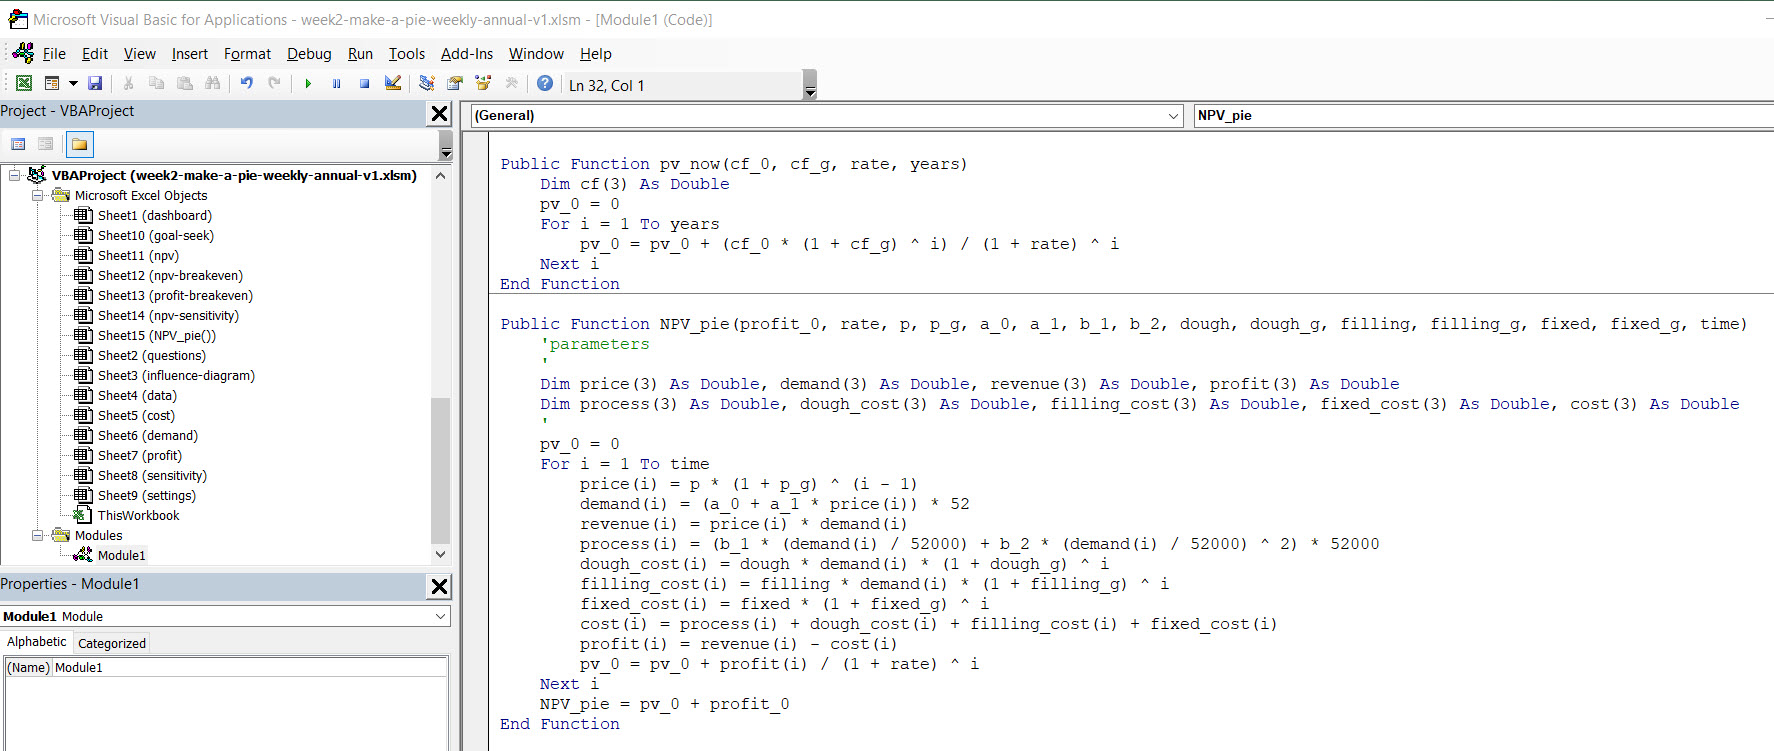 Microsoft Visual Basic for Applications - week2-make-a-pie-weekly-annual-v1.xlsm - [Module1 (Code)]
File Edit View Insert Format Debug Run Tools Add-Ins Window Help
Ln 32, Col 1
Project - VBAProject
VBAProject (week2-make-a-pie-weekly-annual-v1.xlsm)
Microsoft Excel Objects
Sheet1 (dashboard)
Sheet10 (goal-seek)
Sheet11 (npv)
Sheet12 (npv-breakeven)
Sheet13 (profit-breakeven)
Sheet14 (npv-sensitivity)
Sheet15 (NPV_pie())
Sheet2 (questions)
Sheet3 (influence-diagram)
Sheet4 (data)
Sheet5 (cost)
Sheet6 (demand)
Sheet7 (profit)
Sheet8 (sensitivity)
Sheet9 (settings)
ThisWorkbook
Modules
Module1
Properties - Module1
Module1 Module
Alphabetic Categorized
(Name) Module1
(General) NPV_pie
Public Function pv_now(cf_0, cf_g, rate, years)
    Dim cf(3) As Double
    pv_0 = 0
    For i = 1 To years
        pv_0 = pv_0 + (cf_0 * (1 + cf_g) ^ i) / (1 + rate) ^ i
    Next i
End Function
Public Function NPV_pie(profit_0, rate, p, p_g, a_0, a_1, b_1, b_2, dough, dough_g, filling, filling_g, fixed, fixed_g, time)
    'parameters
    '
    Dim price(3) As Double, demand(3) As Double, revenue(3) As Double, profit(3) As Double
    Dim process(3) As Double, dough_cost(3) As Double, filling_cost(3) As Double, fixed_cost(3) As Double, cost(3) As Double
    '
    pv_0 = 0
    For i = 1 To time
        price(i) = p * (1 + p_g) ^ (i - 1)
        demand(i) = (a_0 + a_1 * price(i)) * 52
        revenue(i) = price(i) * demand(i)
        process(i) = (b_1 * (demand(i) / 52000) + b_2 * (demand(i) / 52000) ^ 2) * 52000
        dough_cost(i) = dough * demand(i) * (1 + dough_g) ^ i
        filling_cost(i) = filling * demand(i) * (1 + filling_g) ^ i
        fixed_cost(i) = fixed * (1 + fixed_g) ^ i
        cost(i) = process(i) + dough_cost(i) + filling_cost(i) + fixed_cost(i)
        profit(i) = revenue(i) - cost(i)
        pv_0 = pv_0 + profit(i) / (1 + rate) ^ i
    Next i
    NPV_pie = pv_0 + profit_0
End Function